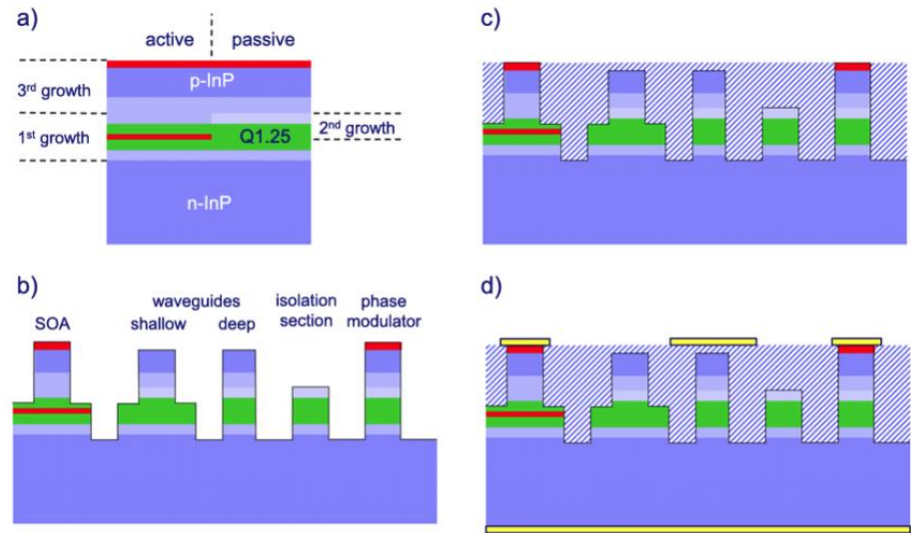 a)
active
passive
3rd growth
p-InP
1st growth
2nd growth
Q1.25
n-InP
b)
waveguides
isolation
phase
SOA
shallow
deep
section
modulator
c)
d)